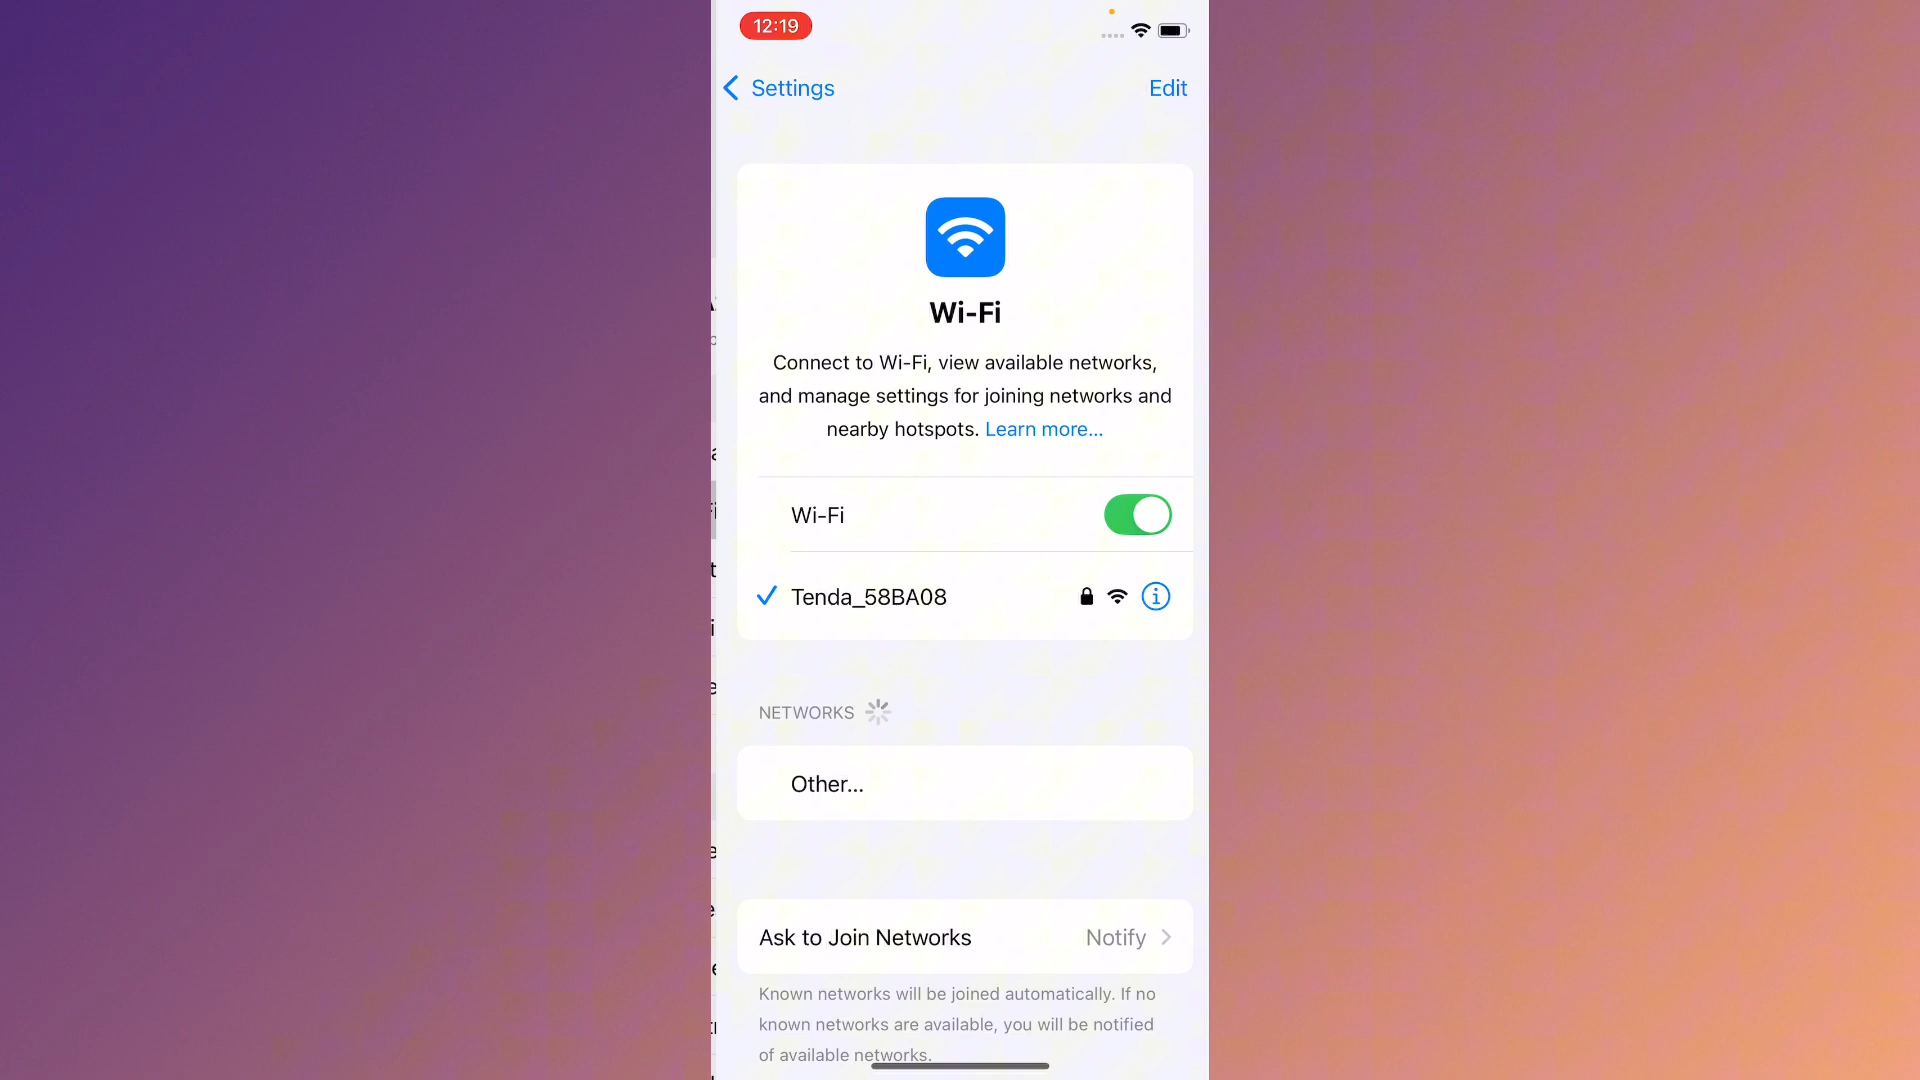 12:19
Settings
Edit
Wi-Fi
Connect to Wi-Fi, view available networks,
and manage settings for joining networks and
nearby hotspots. Learn more...
Wi-Fi
Tenda_58BA08
NETWORKS
Other...
Ask to Join Networks Notify
Known networks will be joined automatically. If no
known networks are available, you will be notified
of available networks.